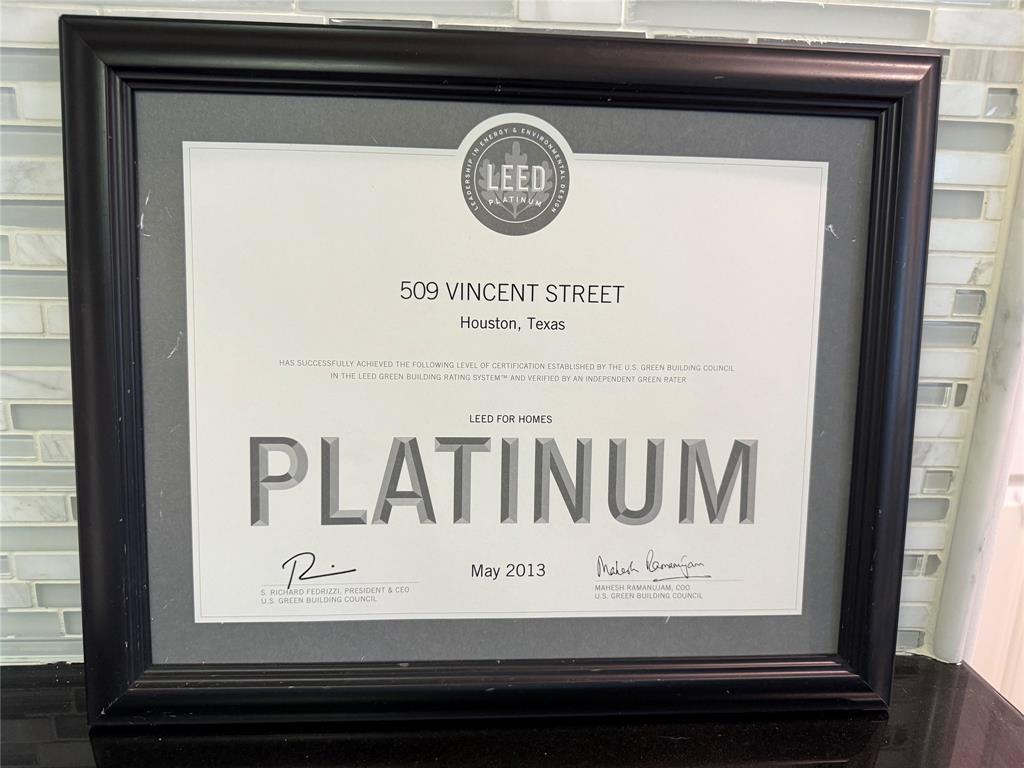 LEADERSHIP IN ENERGY & ENVIRONMENTAL DESIGN
LEED
PLATINUM
509 VINCENT STREET
Houston, Texas
HAS SUCCESSFULLY ACHIEVED THE FOLLOWING LEVEL OF CERTIFICATION ESTABLISHED BY THE U.S. GREEN BUILDING COUNCIL
IN THE LEED GREEN BUILDING RATING SYSTEM™ AND VERIFIED BY AN INDEPENDENT GREEN RATER
LEED FOR HOMES
PLATINUM
May 2013
Mahesh Ramanujam
S. RICHARD FEDRIZZI, PRESIDENT & CEO
U.S. GREEN BUILDING COUNCIL
MAHESH RAMANUJAM, COO
U.S. GREEN BUILDING COUNCIL